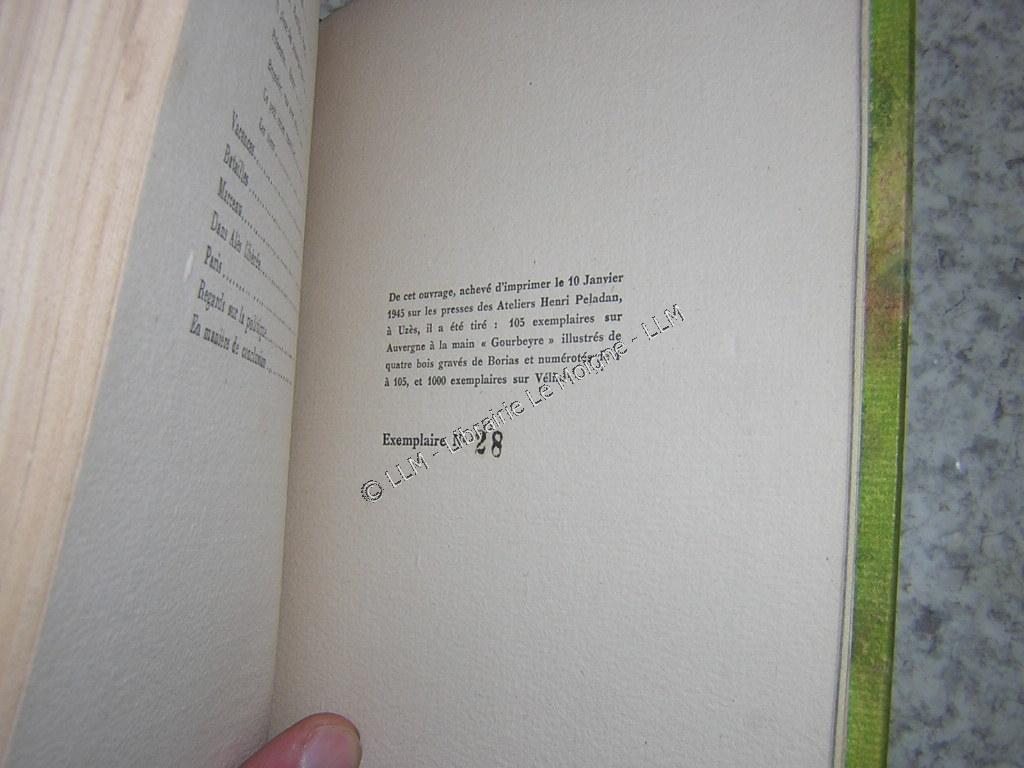 Vacances
Batailles
Marceau
Dans Alès libérée
Paris
Regards sur la politique
En manière de conclusion
De cet ouvrage, achevé d'imprimer le 10 Janvier
1945 sur les presses des Ateliers Henri Peladan,
à Uzès, il a été tiré : 105 exemplaires sur
Auvergne à la main « Gourbeyre » illustrés de
quatre bois gravés de Borias et numérotés
à 105, et 1000 exemplaires sur Vélin
Exemplaire N° 28
© LLM - Librairie Le Moigne - LLM